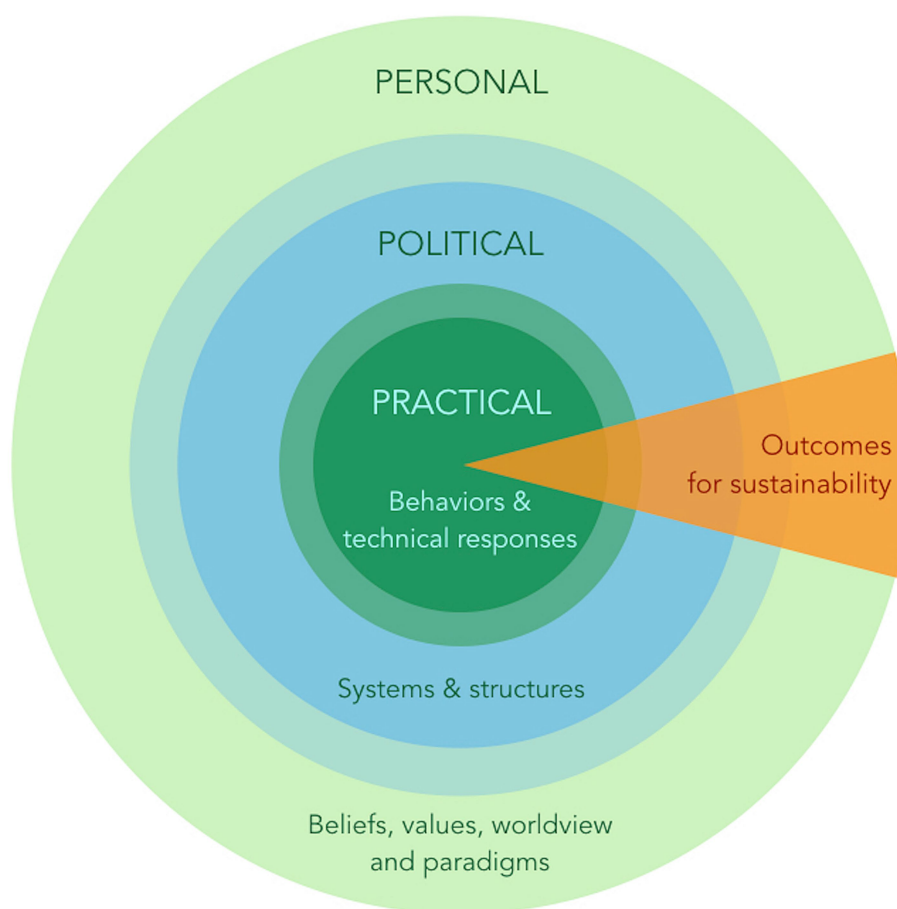 PERSONAL
POLITICAL
PRACTICAL
Outcomes
for sustainability
Behaviors &
technical responses
Systems & structures
Beliefs, values, worldview
and paradigms